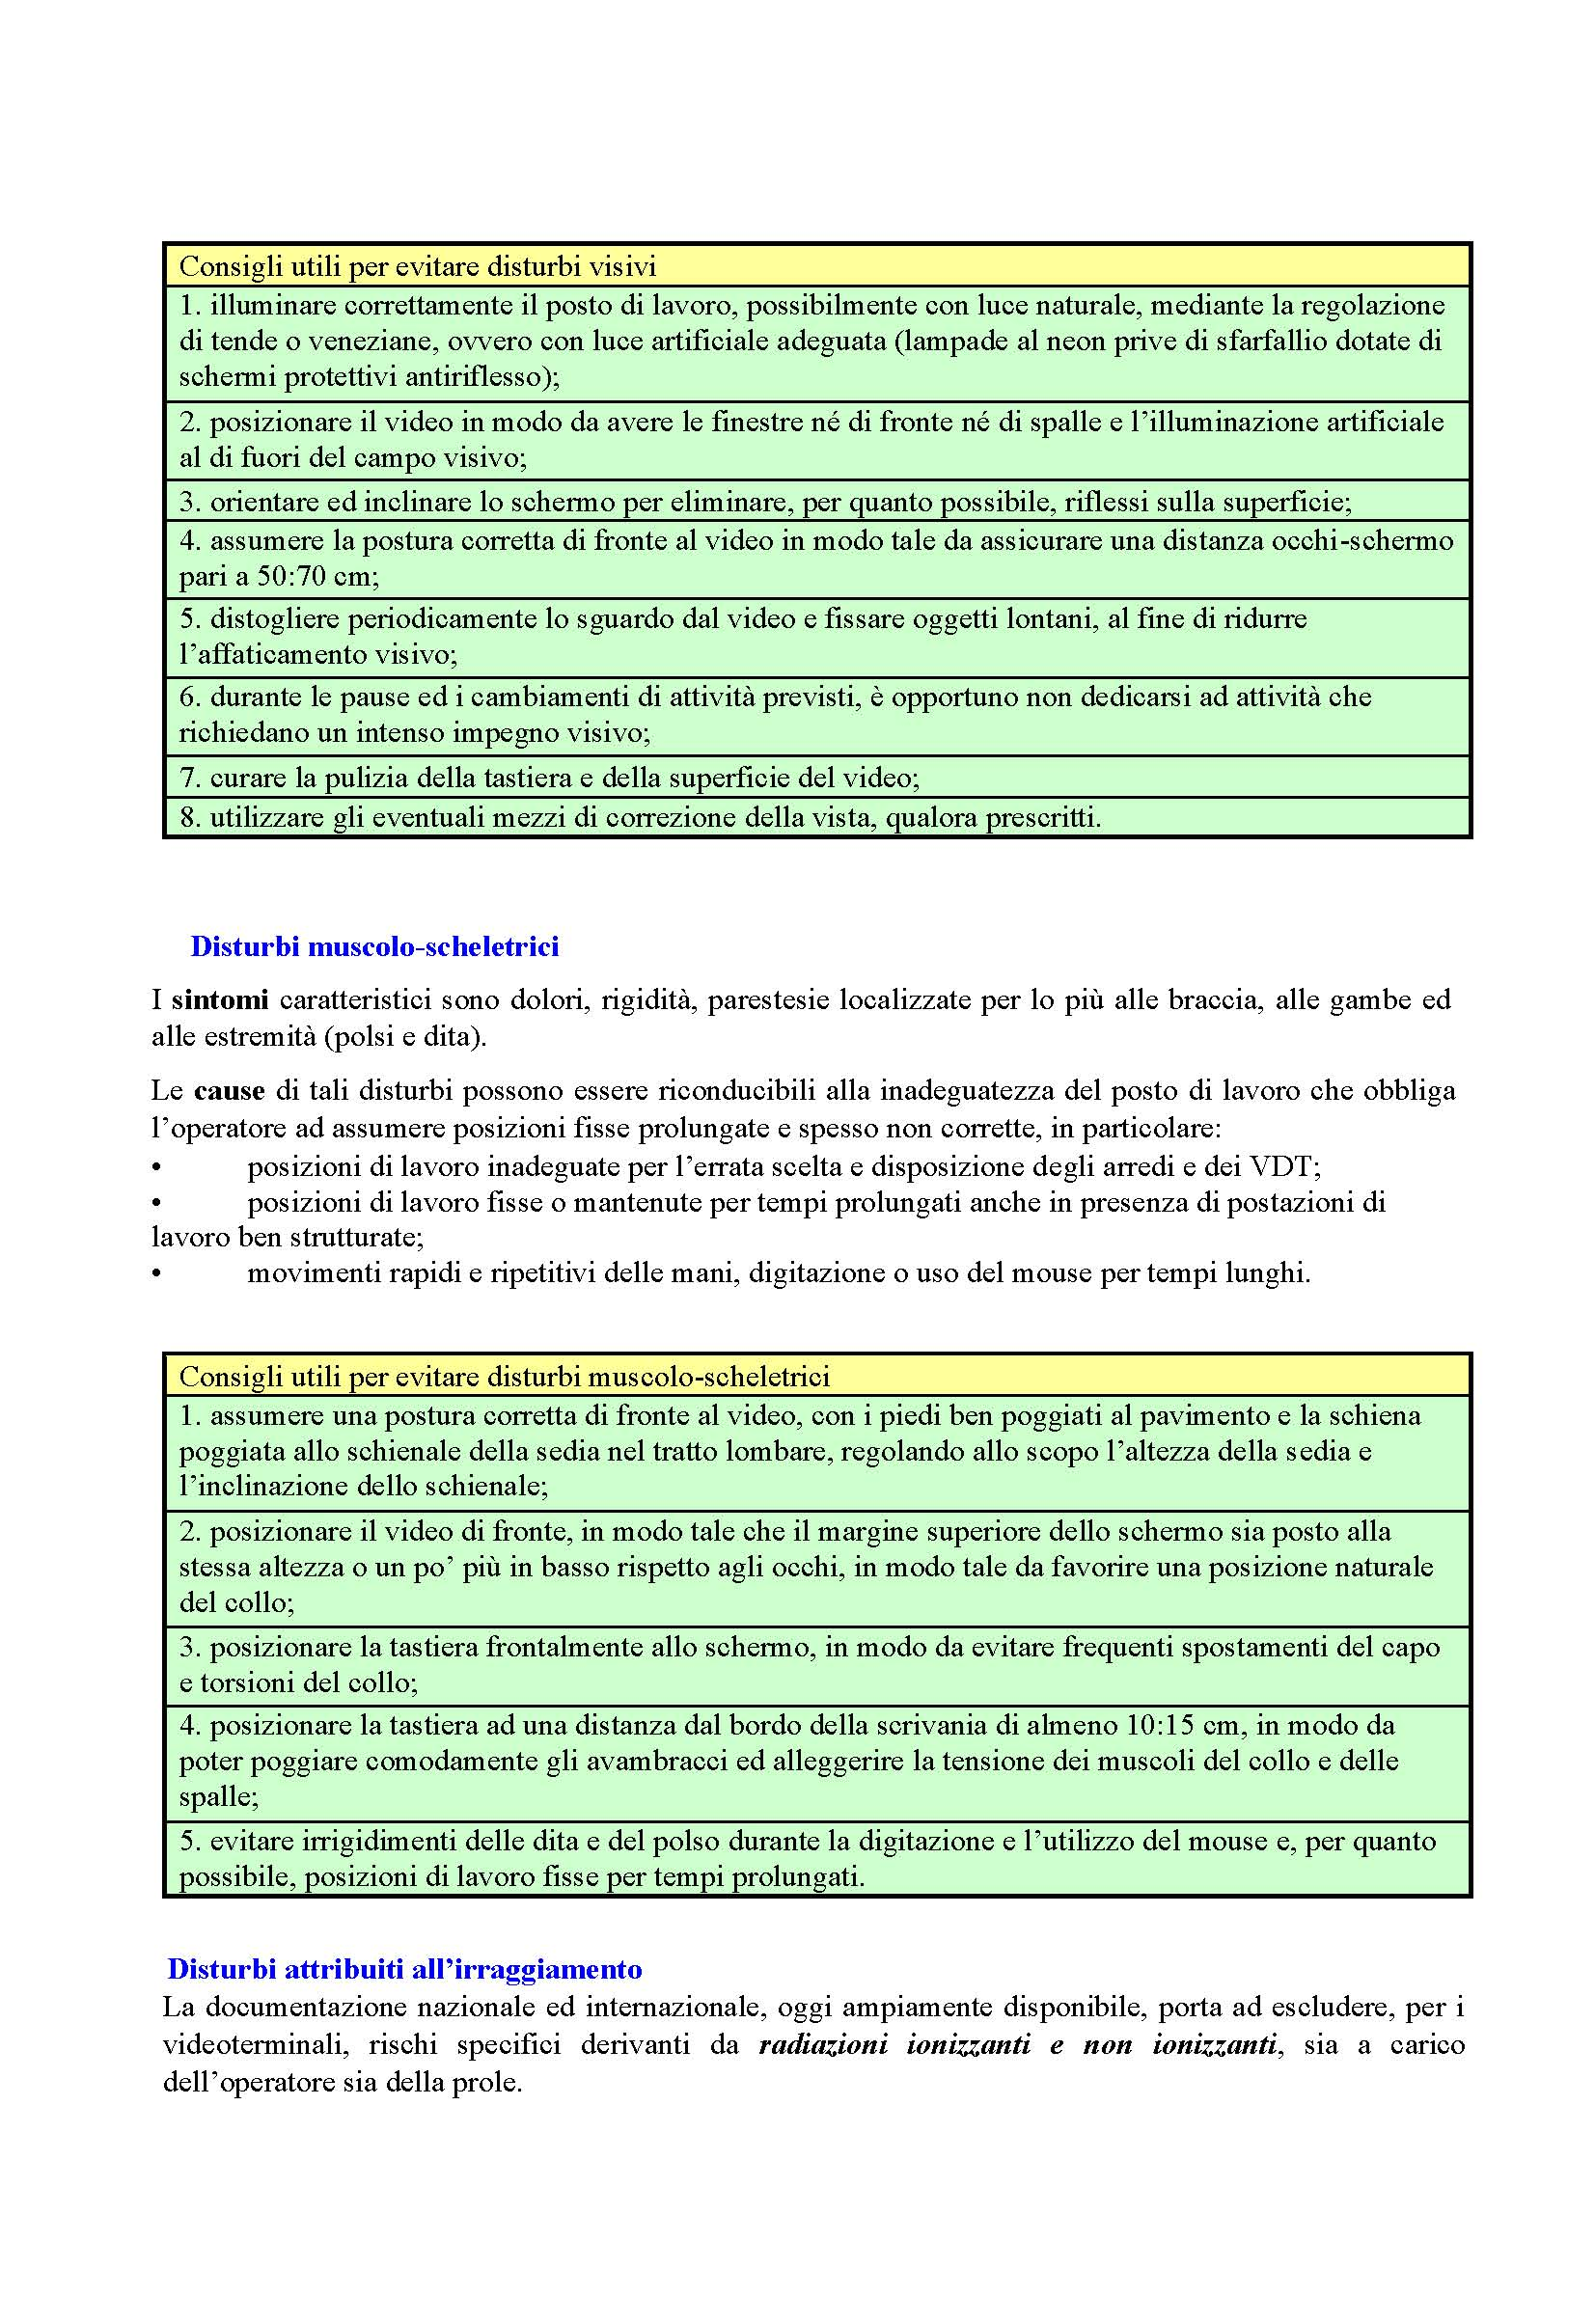 Consigli utili per evitare disturbi visivi
1. illuminare correttamente il posto di lavoro, possibilmente con luce naturale, mediante la regolazione
di tende o veneziane, ovvero con luce artificiale adeguata (lampade al neon prive di sfarfallio dotate di
schermi protettivi antiriflesso);
2. posizionare il video in modo da avere le finestre né di fronte né di spalle e l’illuminazione artificiale
al di fuori del campo visivo;
3. orientare ed inclinare lo schermo per eliminare, per quanto possibile, riflessi sulla superficie;
4. assumere la postura corretta di fronte al video in modo tale da assicurare una distanza occhi-schermo
pari a 50:70 cm;
5. distogliere periodicamente lo sguardo dal video e fissare oggetti lontani, al fine di ridurre
l’affaticamento visivo;
6. durante le pause ed i cambiamenti di attività previsti, è opportuno non dedicarsi ad attività che
richiedano un intenso impegno visivo;
7. curare la pulizia della tastiera e della superficie del video;
8. utilizzare gli eventuali mezzi di correzione della vista, qualora prescritti.
Disturbi muscolo-scheletrici
I sintomi caratteristici sono dolori, rigidità, parestesie localizzate per lo più alle braccia, alle gambe ed
alle estremità (polsi e dita).
Le cause di tali disturbi possono essere riconducibili alla inadeguatezza del posto di lavoro che obbliga
l’operatore ad assumere posizioni fisse prolungate e spesso non corrette, in particolare:
• posizioni di lavoro inadeguate per l’errata scelta e disposizione degli arredi e dei VDT;
• posizioni di lavoro fisse o mantenute per tempi prolungati anche in presenza di postazioni di
lavoro ben strutturate;
• movimenti rapidi e ripetitivi delle mani, digitazione o uso del mouse per tempi lunghi.
Consigli utili per evitare disturbi muscolo-scheletrici
1. assumere una postura corretta di fronte al video, con i piedi ben poggiati al pavimento e la schiena
poggiata allo schienale della sedia nel tratto lombare, regolando allo scopo l’altezza della sedia e
l’inclinazione dello schienale;
2. posizionare il video di fronte, in modo tale che il margine superiore dello schermo sia posto alla
stessa altezza o un po’ più in basso rispetto agli occhi, in modo tale da favorire una posizione naturale
del collo;
3. posizionare la tastiera frontalmente allo schermo, in modo da evitare frequenti spostamenti del capo
e torsioni del collo;
4. posizionare la tastiera ad una distanza dal bordo della scrivania di almeno 10:15 cm, in modo da
poter poggiare comodamente gli avambracci ed alleggerire la tensione dei muscoli del collo e delle
spalle;
5. evitare irrigidimenti delle dita e del polso durante la digitazione e l’utilizzo del mouse e, per quanto
possibile, posizioni di lavoro fisse per tempi prolungati.
Disturbi attribuiti all’irraggiamento
La documentazione nazionale ed internazionale, oggi ampiamente disponibile, porta ad escludere, per i
videoterminali, rischi specifici derivanti da radiazioni ionizzanti e non ionizzanti, sia a carico
dell’operatore sia della prole.